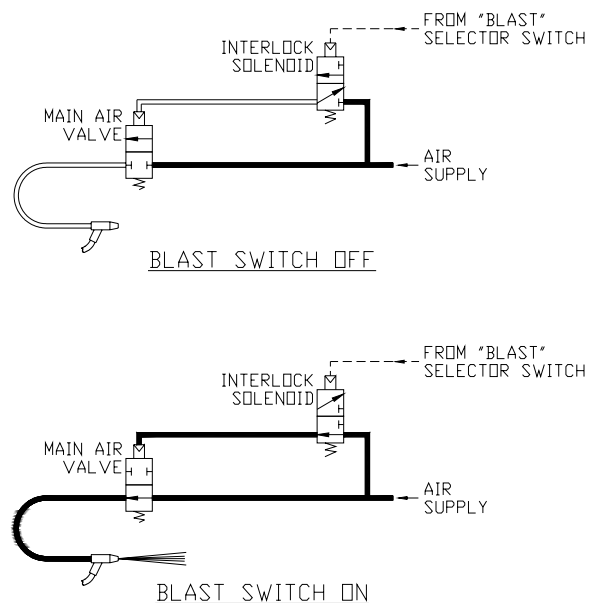 FROM "BLAST"
SELECTOR SWITCH
INTERLOCK
SOLENOID
MAIN AIR
VALVE
AIR
SUPPLY
BLAST SWITCH OFF
FROM "BLAST"
SELECTOR SWITCH
INTERLOCK
SOLENOID
MAIN AIR
VALVE
AIR
SUPPLY
BLAST SWITCH ON